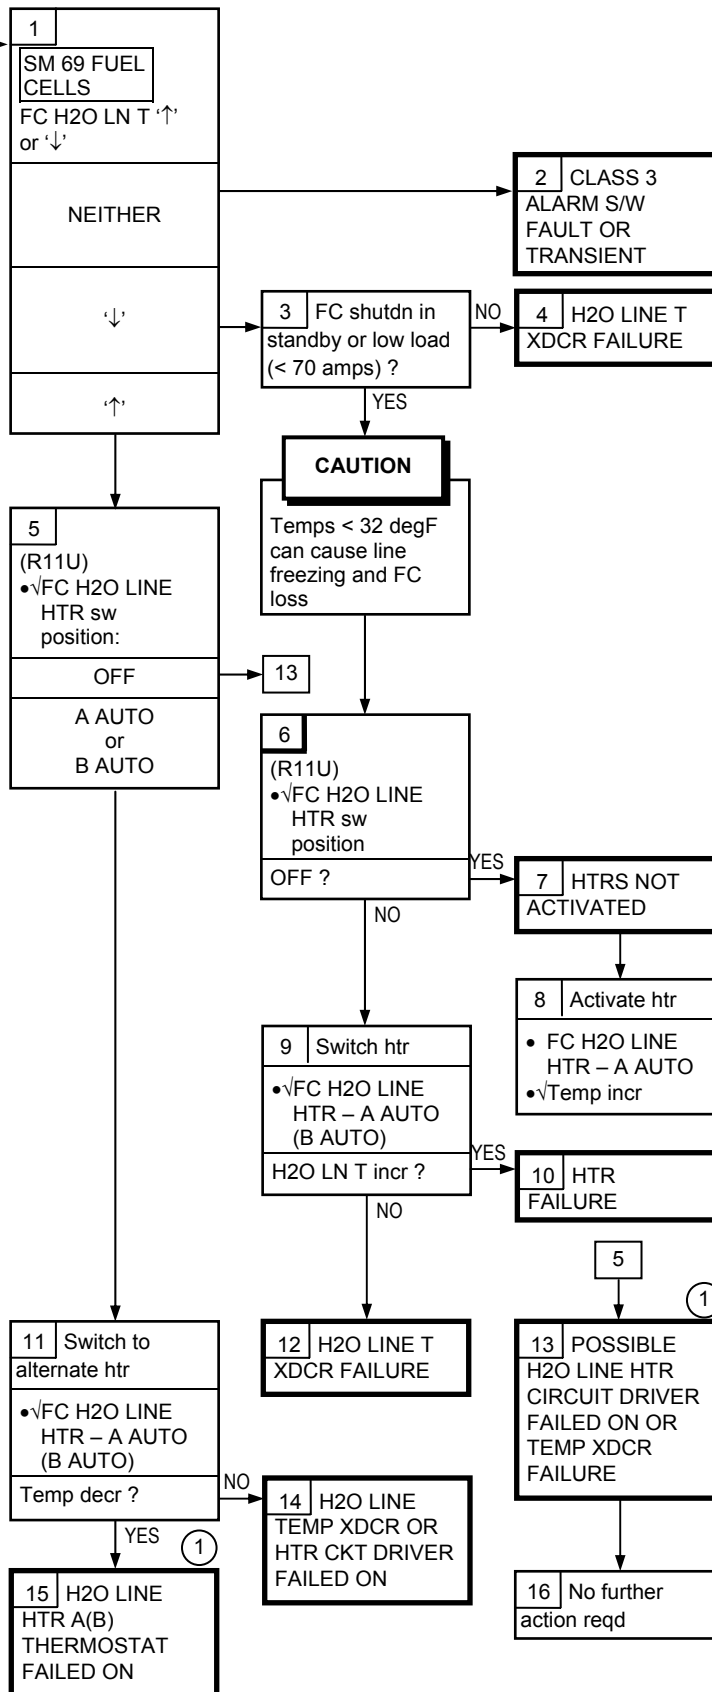 1
SM 69 FUEL
CELLS
FC H2O LN T ‘↑’
or ‘↓’
NEITHER
‘↓’
‘↑’
2 CLASS 3
ALARM S/W
FAULT OR
TRANSIENT
3 FC shutdn in
standby or low load
(< 70 amps) ?
NO
YES
4 H2O LINE T
XDCR FAILURE
CAUTION
Temps < 32 degF
can cause line
freezing and FC
loss
5
(R11U)
•√FC H2O LINE
HTR sw
position:
OFF
A AUTO
or
B AUTO
13
6
(R11U)
•√FC H2O LINE
HTR sw
position
OFF ?
YES
NO
7 HTRS NOT
ACTIVATED
8 Activate htr
• FC H2O LINE
HTR – A AUTO
•√Temp incr
9 Switch htr
•√FC H2O LINE
HTR – A AUTO
(B AUTO)
H2O LN T incr ?
YES
NO
10 HTR
FAILURE
11 Switch to
alternate htr
•√FC H2O LINE
HTR – A AUTO
(B AUTO)
Temp decr ?
NO
YES
1
12 H2O LINE T
XDCR FAILURE
5
1
13 POSSIBLE
H2O LINE HTR
CIRCUIT DRIVER
FAILED ON OR
TEMP XDCR
FAILURE
14 H2O LINE
TEMP XDCR OR
HTR CKT DRIVER
FAILED ON
15 H2O LINE
HTR A(B)
THERMOSTAT
FAILED ON
16 No further
action reqd